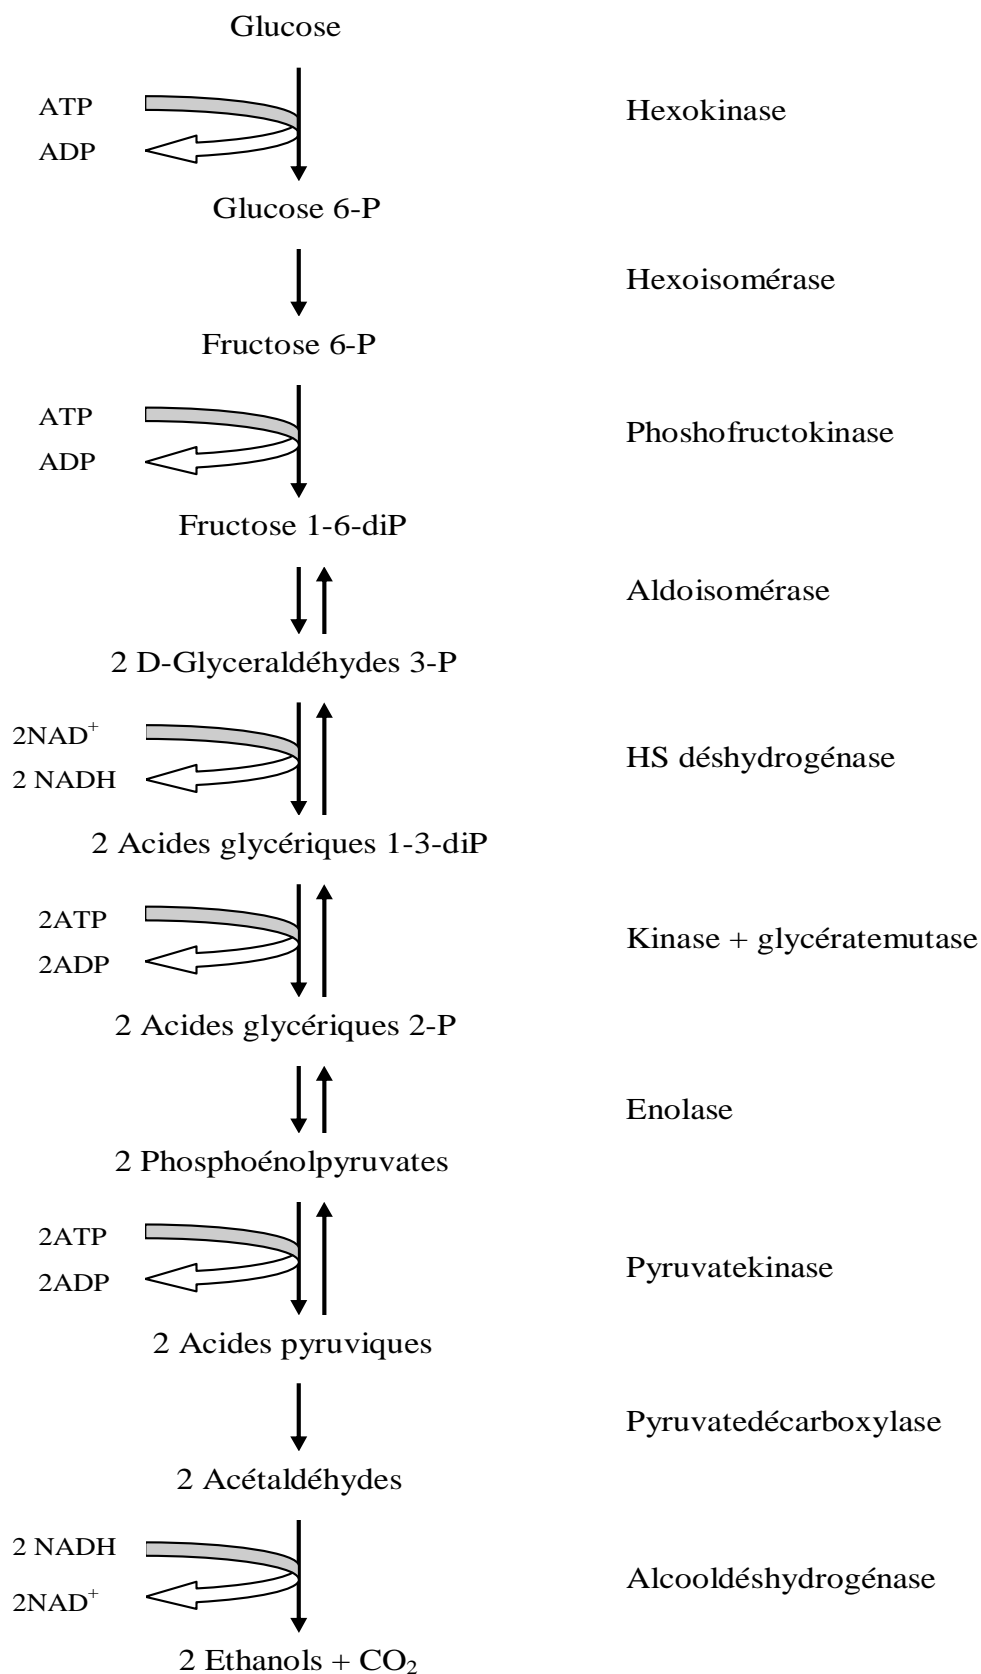 Glucose
ATP
Hexokinase
ADP
Glucose 6-P
Hexoisomérase
Fructose 6-P
ATP
Phoshofructokinase
ADP
Fructose 1-6-diP
Aldoisomérase
2 D-Glyceraldéhydes 3-P
2NAD⁺
HS déshydrogénase
2 NADH
2 Acides glycériques 1-3-diP
2ATP
Kinase + glycératemutase
2ADP
2 Acides glycériques 2-P
Enolase
2 Phosphoénolpyruvates
2ATP
Pyruvatekinase
2ADP
2 Acides pyruviques
Pyruvatedécarboxylase
2 Acétaldéhydes
2 NADH
Alcooldéshydrogénase
2NAD⁺
2 Ethanols + CO₂